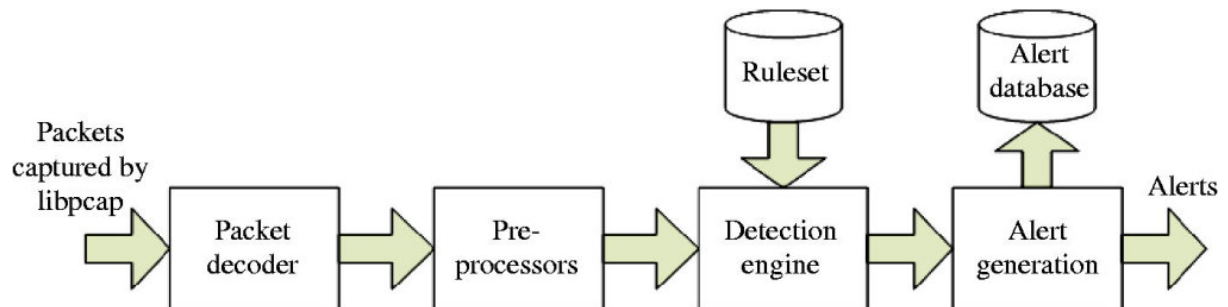 Ruleset
Alert
database
Packets
captured by
libpcap
Packet
decoder
Pre-
processors
Detection
engine
Alert
generation
Alerts